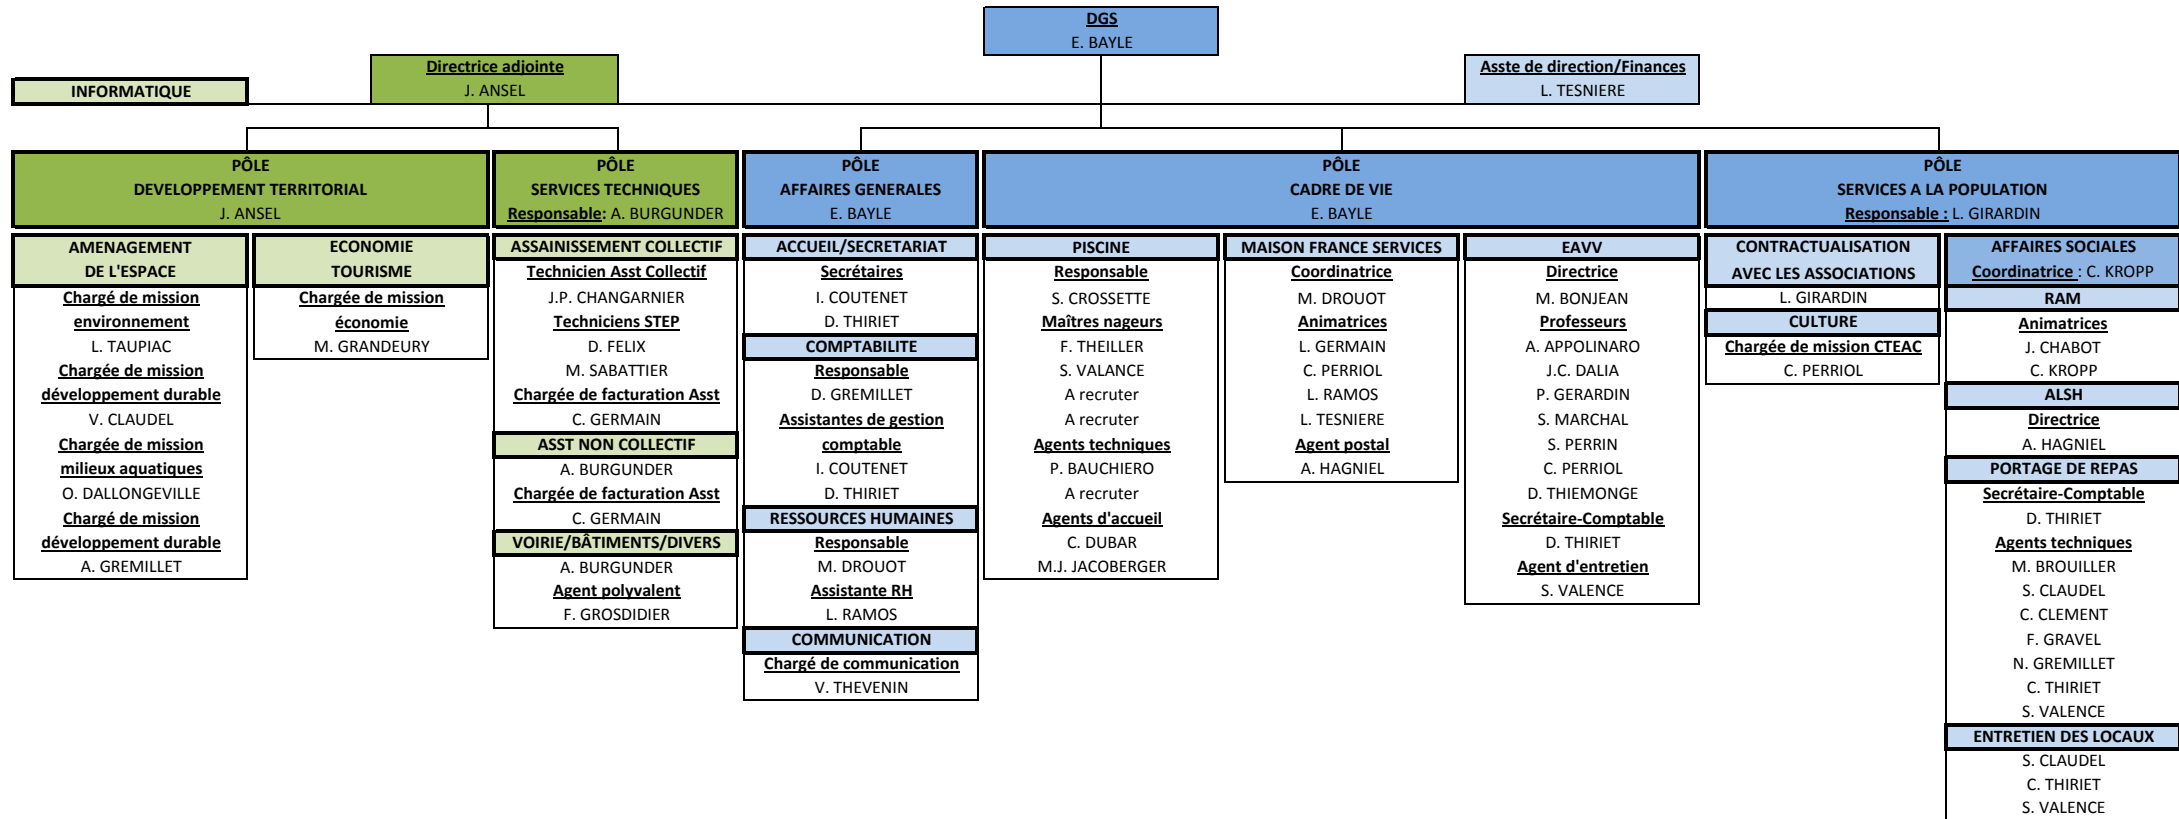 DGS
E. BAYLE
Directrice adjointe
J. ANSEL
Asste de direction/Finances
L. TESNIERE
INFORMATIQUE
PÔLE
DEVELOPPEMENT TERRITORIAL
J. ANSEL
PÔLE
SERVICES TECHNIQUES
Responsable: A. BURGUNDER
PÔLE
AFFAIRES GENERALES
E. BAYLE
PÔLE
CADRE DE VIE
E. BAYLE
PÔLE
SERVICES A LA POPULATION
Responsable : L. GIRARDIN
AMENAGEMENT
DE L'ESPACE
Chargé de mission
environnement
L. TAUPIAC
Chargée de mission
développement durable
V. CLAUDEL
Chargée de mission
milieux aquatiques
O. DALLONGEVILLE
Chargé de mission
développement durable
A. GREMILLET
ECONOMIE
TOURISME
Chargée de mission
économie
M. GRANDEURY
ASSAINISSEMENT COLLECTIF
Technicien Asst Collectif
J.P. CHANGARNIER
Techniciens STEP
D. FELIX
M. SABATTIER
Chargée de facturation Asst
C. GERMAIN
ASST NON COLLECTIF
A. BURGUNDER
Chargée de facturation Asst
C. GERMAIN
VOIRIE/BÂTIMENTS/DIVERS
A. BURGUNDER
Agent polyvalent
F. GROSDIDIER
ACCUEIL/SECRETARIAT
Secrétaires
I. COUTENET
D. THIRIET
COMPTABILITE
Responsable
D. GREMILLET
Assistantes de gestion
comptable
I. COUTENET
D. THIRIET
RESSOURCES HUMAINES
Responsable
M. DROUOT
Assistante RH
L. RAMOS
COMMUNICATION
Chargé de communication
V. THEVENIN
PISCINE
Responsable
S. CROSSETTE
Maîtres nageurs
F. THEILLER
S. VALANCE
A recruter
A recruter
Agents techniques
P. BAUCHIERO
A recruter
Agents d'accueil
C. DUBAR
M.J. JACOBERGER
MAISON FRANCE SERVICES
Coordinatrice
M. DROUOT
Animatrices
L. GERMAIN
C. PERRIOL
L. RAMOS
L. TESNIERE
Agent postal
A. HAGNIEL
EAVV
Directrice
M. BONJEAN
Professeurs
A. APPOLINARO
J.C. DALIA
P. GERARDIN
S. MARCHAL
S. PERRIN
C. PERRIOL
D. THIEMONGE
Secrétaire-Comptable
D. THIRIET
Agent d'entretien
S. VALENCE
CONTRACTUALISATION
AVEC LES ASSOCIATIONS
L. GIRARDIN
CULTURE
Chargée de mission CTEAC
C. PERRIOL
AFFAIRES SOCIALES
Coordinatrice : C. KROPP
RAM
Animatrices
J. CHABOT
C. KROPP
ALSH
Directrice
A. HAGNIEL
PORTAGE DE REPAS
Secrétaire-Comptable
D. THIRIET
Agents techniques
M. BROUILLER
S. CLAUDEL
C. CLEMENT
F. GRAVEL
N. GREMILLET
C. THIRIET
S. VALENCE
ENTRETIEN DES LOCAUX
S. CLAUDEL
C. THIRIET
S. VALENCE